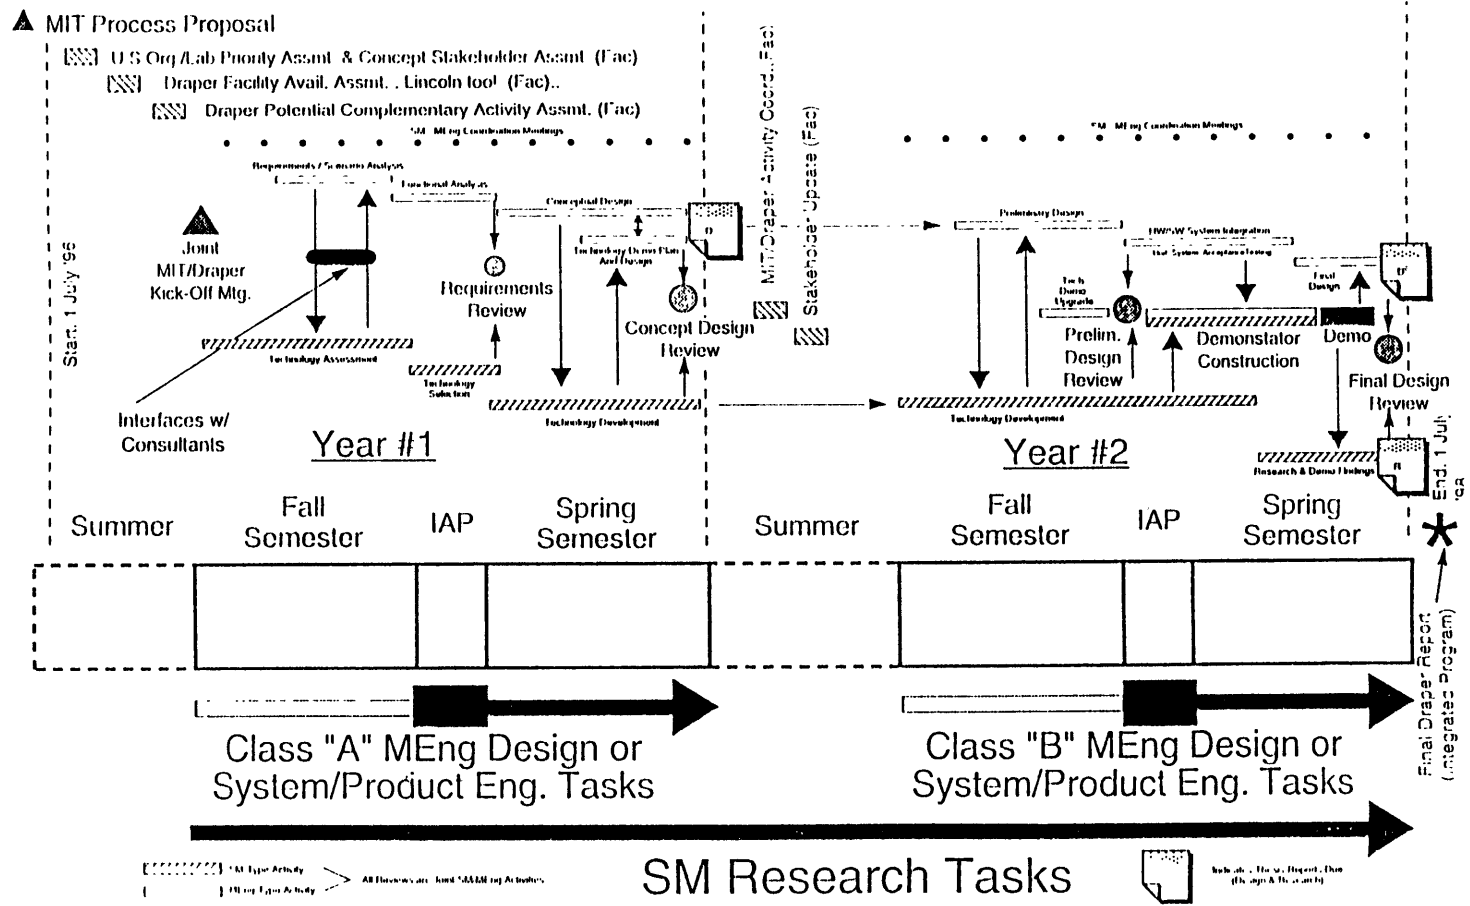 MIT Process Proposal
U.S Org./Lab Priority Assmt. & Concept Stakeholder Assmt. (Fac)
Draper Facility Avail. Assmt. , Lincoln too! (Fac)..
Draper Potential Complementary Activity Assmt. (Fac)
SM - MEng Coordination Meetings
SM - MEng Coordination Meetings
Requirements / Scenario Analysis
Functional Analysis
Conceptual Design
Technology Demo Plan
And Design
D
Start. 1 July '96
Joint
MIT/Draper
Kick-Off Mtg.
Requirements
Review
Concept Design
Review
Technology Assessment
Technology
Selection
Technology Development
Interfaces w/
Consultants
Year #1
MIT/Draper Activity Coord., Fac)
Stakeholder Update (Fac)
Preliminary Design
HW/SW System Integration
System Acceptance Testing
Final
Design
D'
Tech
Demo
Upgrade
Prelim.
Design
Review
Demonstator
Construction
Demo
Final Design
Review
Technology Development
Research & Demo Findings
R
End. 1 July '98
Year #2
Summer
Fall
Semester
IAP
Spring
Semester
Summer
Fall
Semester
IAP
Spring
Semester
Final Draper Report
(Integrated Program)
Class "A" MEng Design or
System/Product Eng. Tasks
Class "B" MEng Design or
System/Product Eng. Tasks
SM Research Tasks
SM Type Activity
MEng Type Activity
All Reviews are Joint SM/MEng Activities
Indicates Thesis Report Due
(Design & Research)